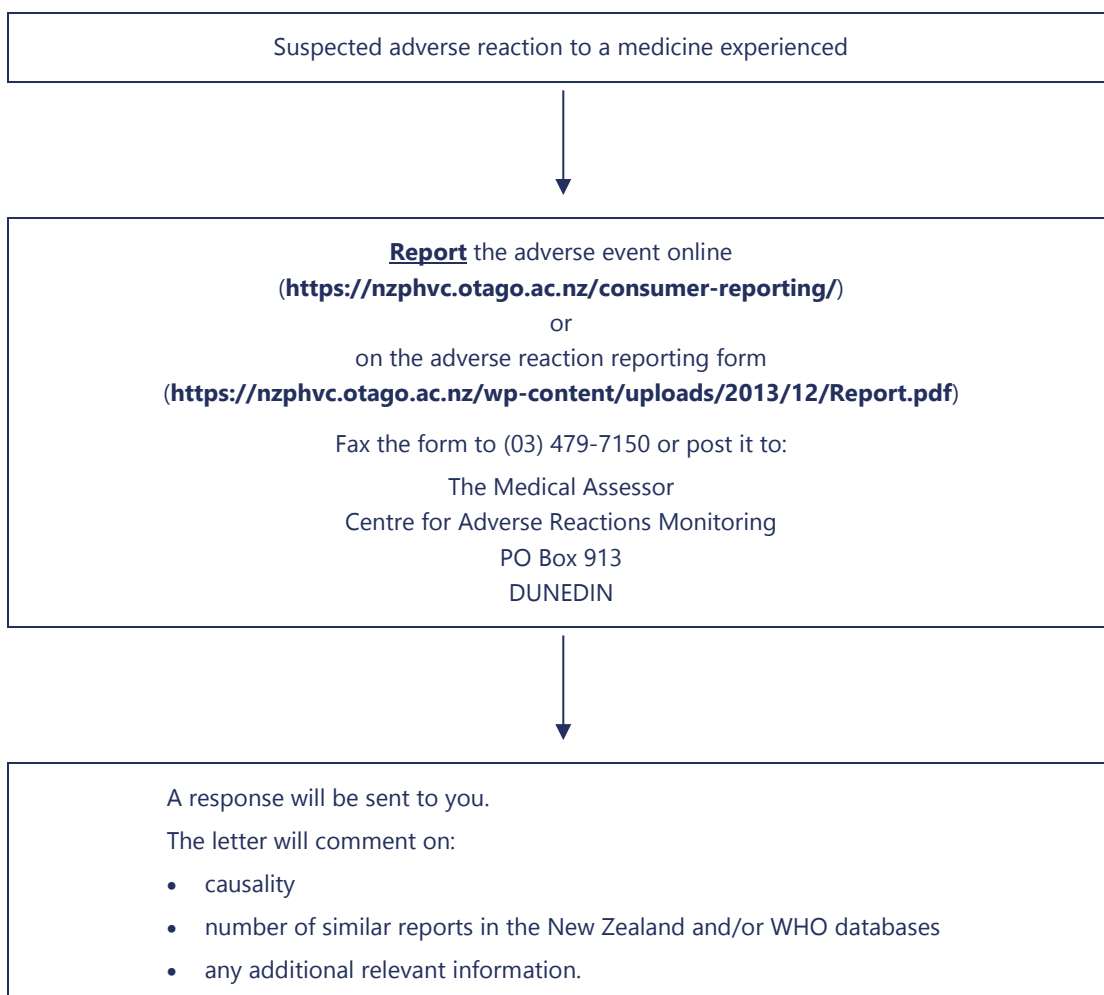 Suspected adverse reaction to a medicine experienced
Report the adverse event online
(https://nzphvc.otago.ac.nz/consumer-reporting/)
or
on the adverse reaction reporting form
(https://nzphvc.otago.ac.nz/wp-content/uploads/2013/12/Report.pdf)
Fax the form to (03) 479-7150 or post it to:
The Medical Assessor
Centre for Adverse Reactions Monitoring
PO Box 913
DUNEDIN
A response will be sent to you.
The letter will comment on:
• causality
• number of similar reports in the New Zealand and/or WHO databases
• any additional relevant information.